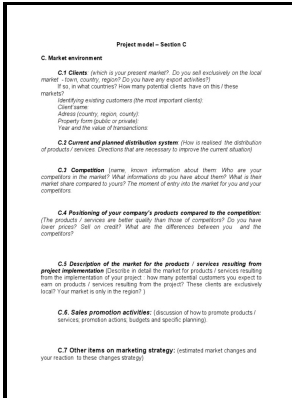 Project model – Section C
C. Market environment
C.1 Clients: (which is your present market?. Do you sell exclusively on the local
market - town, country, region? Do you have any export activities?)
If so, in what countries? How many potential clients have on this / these
markets?
Identifying existing customers (the most important clients):
Client name:
Adress (country, region, county):
Property form (public or private):
Year and the value of transactions:
C.2 Current and planned distribution system: (How is realised the distribution
of products / services. Directions that are necessary to improve the current situation)
C.3 Competition (name, known information about them: Who are your
competitors in the market? What informations do you have about them? What is their
market share compared to yours? The moment of entry into the market for you and your
competitors.
C.4 Positioning of your company's products compared to the competition:
(The products / services are better quality than those of competitors? Do you have
lower prices? Sell on credit? What are the differences between you and the
competitors?
C.5 Description of the market for the products / services resulting from
project implementation (Describe in detail the market for products / services resulting
from the implementation of your project : how many potential customers you expect to
earn on products / services resulting from the project? These clients are exclusively
local? Your market is only in the region? )
C.6. Sales promotion activities: (discussion of how to promote products /
services; promotion actions, budgets and specific planning).
C.7 Other items on marketing strategy: (estimated market changes and
your reaction to these changes strategy)